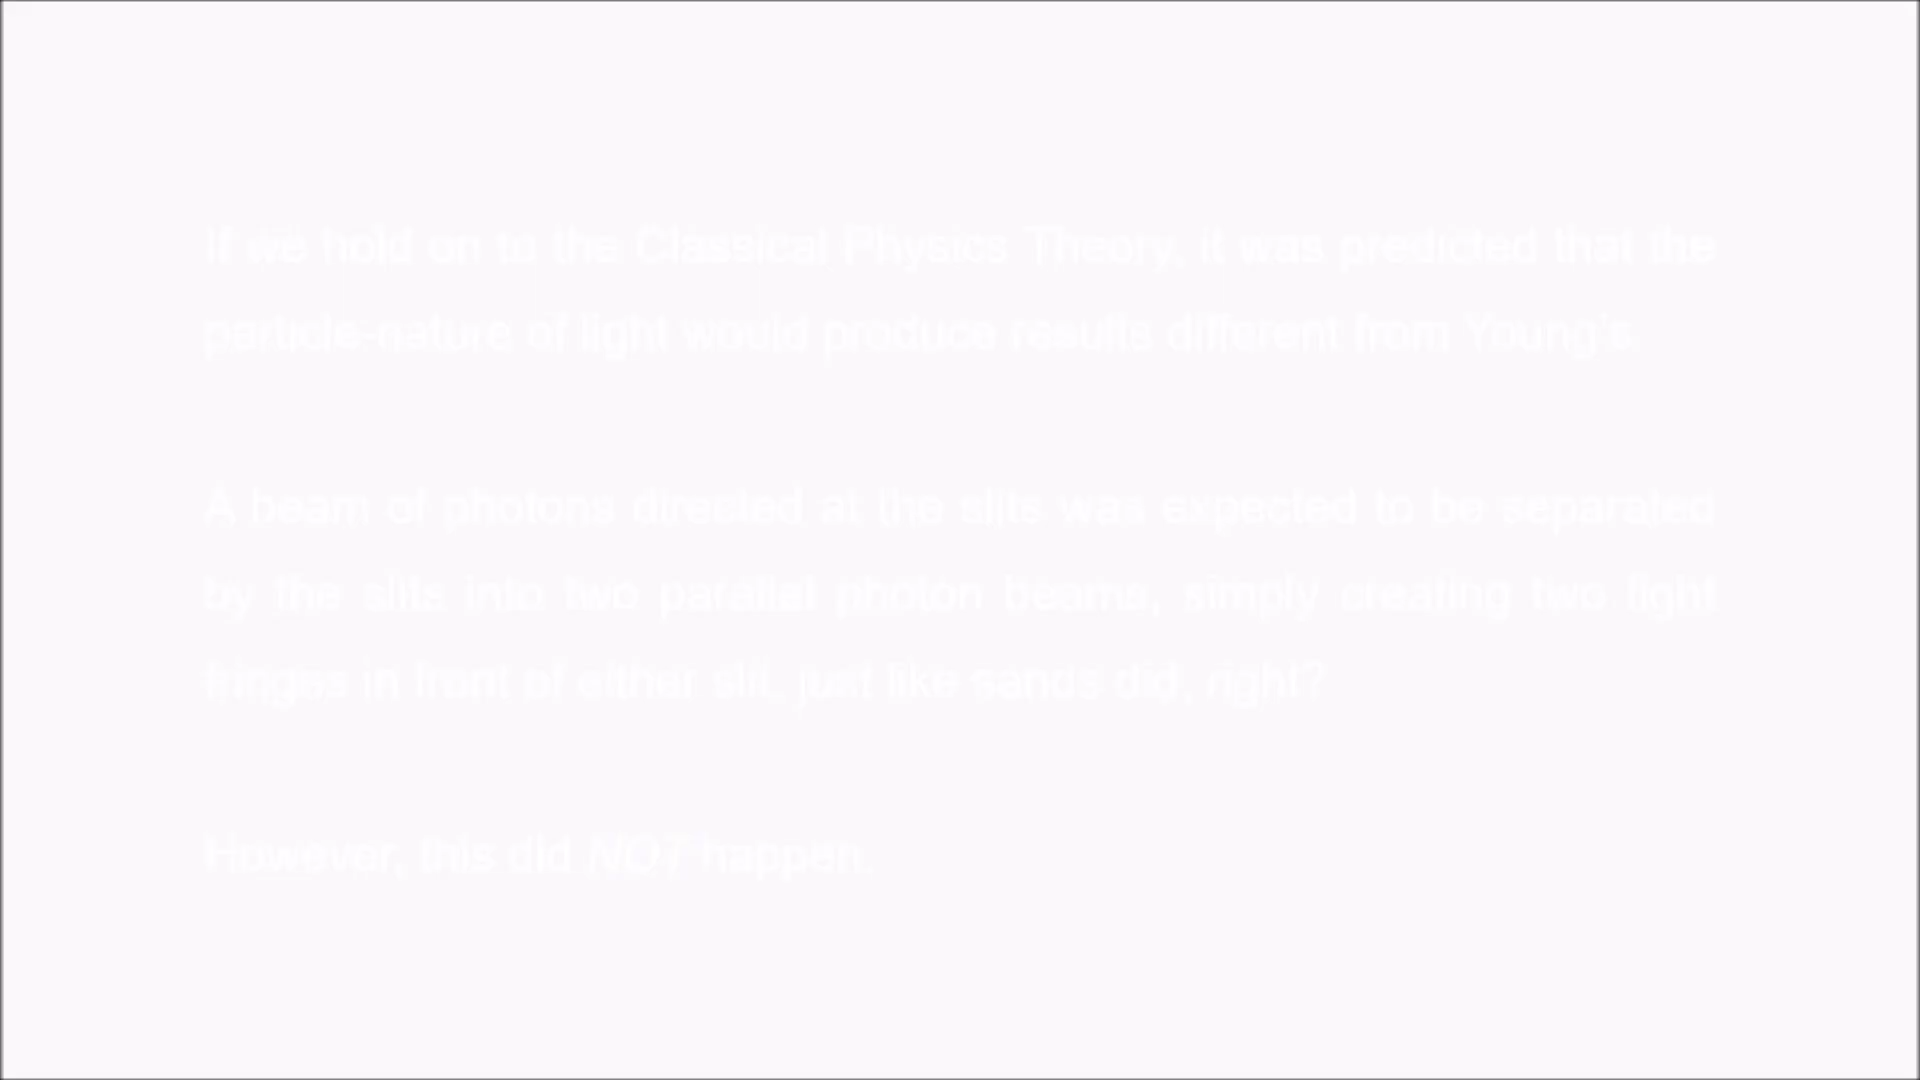 If we hold on to the Classical Physics Theory, it was predicted that the
particle-nature of light would produce results different from Young's.
A beam of photons directed at the slits was expected to be separated
by the slits into two parallel photon beams, simply creating two light
fringes in front of either slit, just like sands did, right?
However, this did NOT happen.